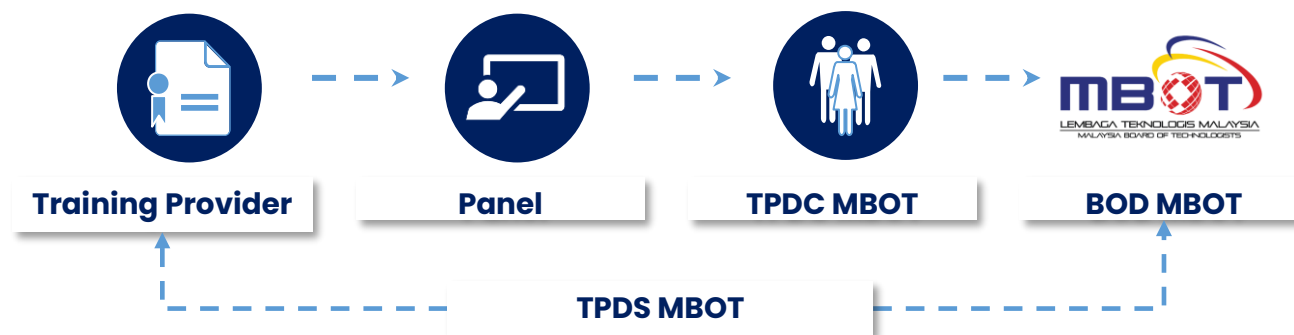 MBOT
LEMBAGA TEKNOLOGIS MALAYSIA
MALAYSIA BOARD OF TECHNOLOGISTS
Training Provider
Panel
TPDC MBOT
BOD MBOT
TPDS MBOT